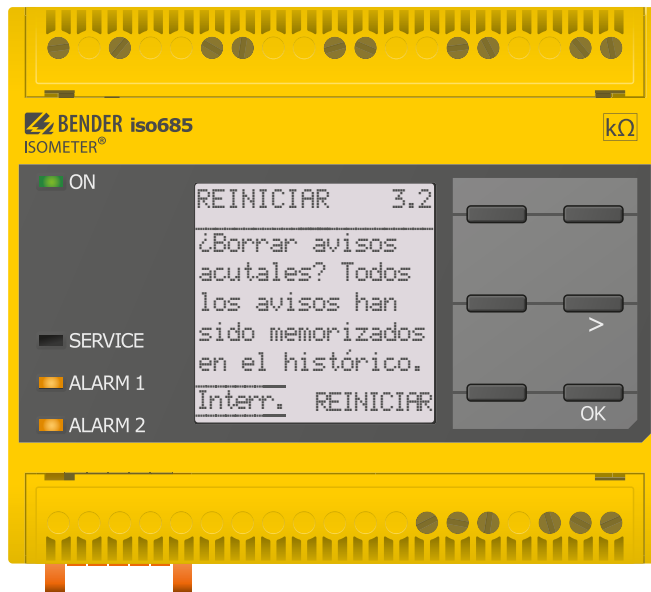 BENDER iso685
ISOMETER®
kΩ
ON
REINICIAR 3.2
¿Borrar avisos
acutales? Todos
los avisos han
sido memorizados
en el histórico.
Interr. REINICIAR
>
SERVICE
ALARM 1
OK
ALARM 2